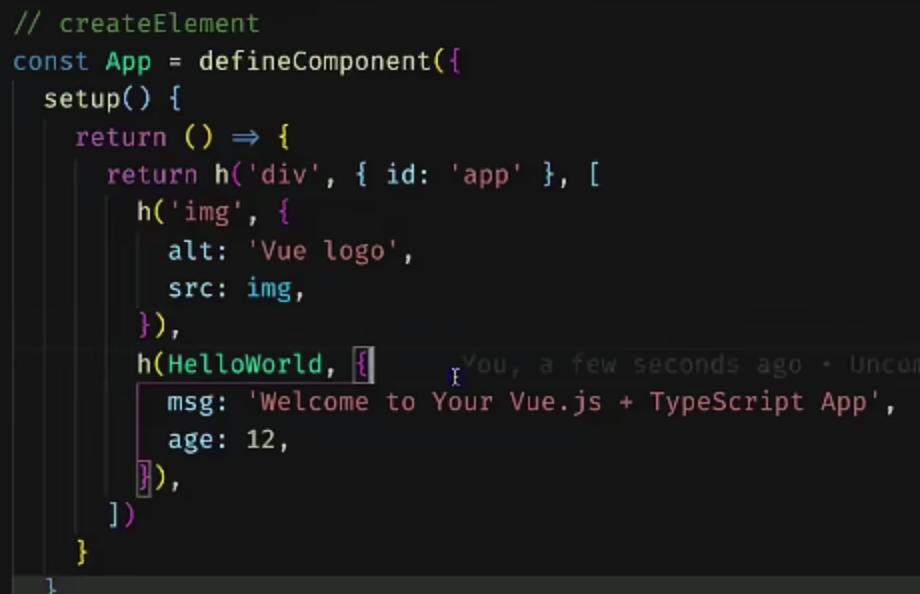 // createElement
const App = defineComponent({
  setup() {
    return () => {
      return h('div', { id: 'app' }, [
        h('img', {
          alt: 'Vue logo',
          src: img,
        }),
        h(HelloWorld, {     You, a few seconds ago • Uncom
          msg: 'Welcome to Your Vue.js + TypeScript App',
          age: 12,
        }),
      ])
    }
  }